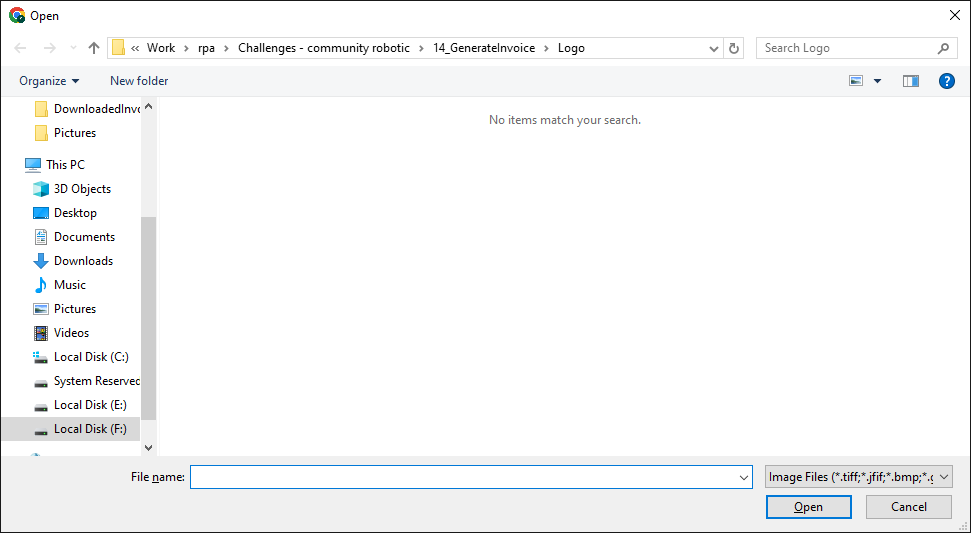 Open
« Work › rpa › Challenges - community robotic › 14_GenerateInvoice › Logo
Search Logo
Organize
New folder
No items match your search.
DownloadedInvo
Pictures
This PC
3D Objects
Desktop
Documents
Downloads
Music
Pictures
Videos
Local Disk (C:)
System Reserved
Local Disk (E:)
Local Disk (F:)
File name:
Image Files (*.tiff;*.jfif;*.bmp;*.g
Open
Cancel